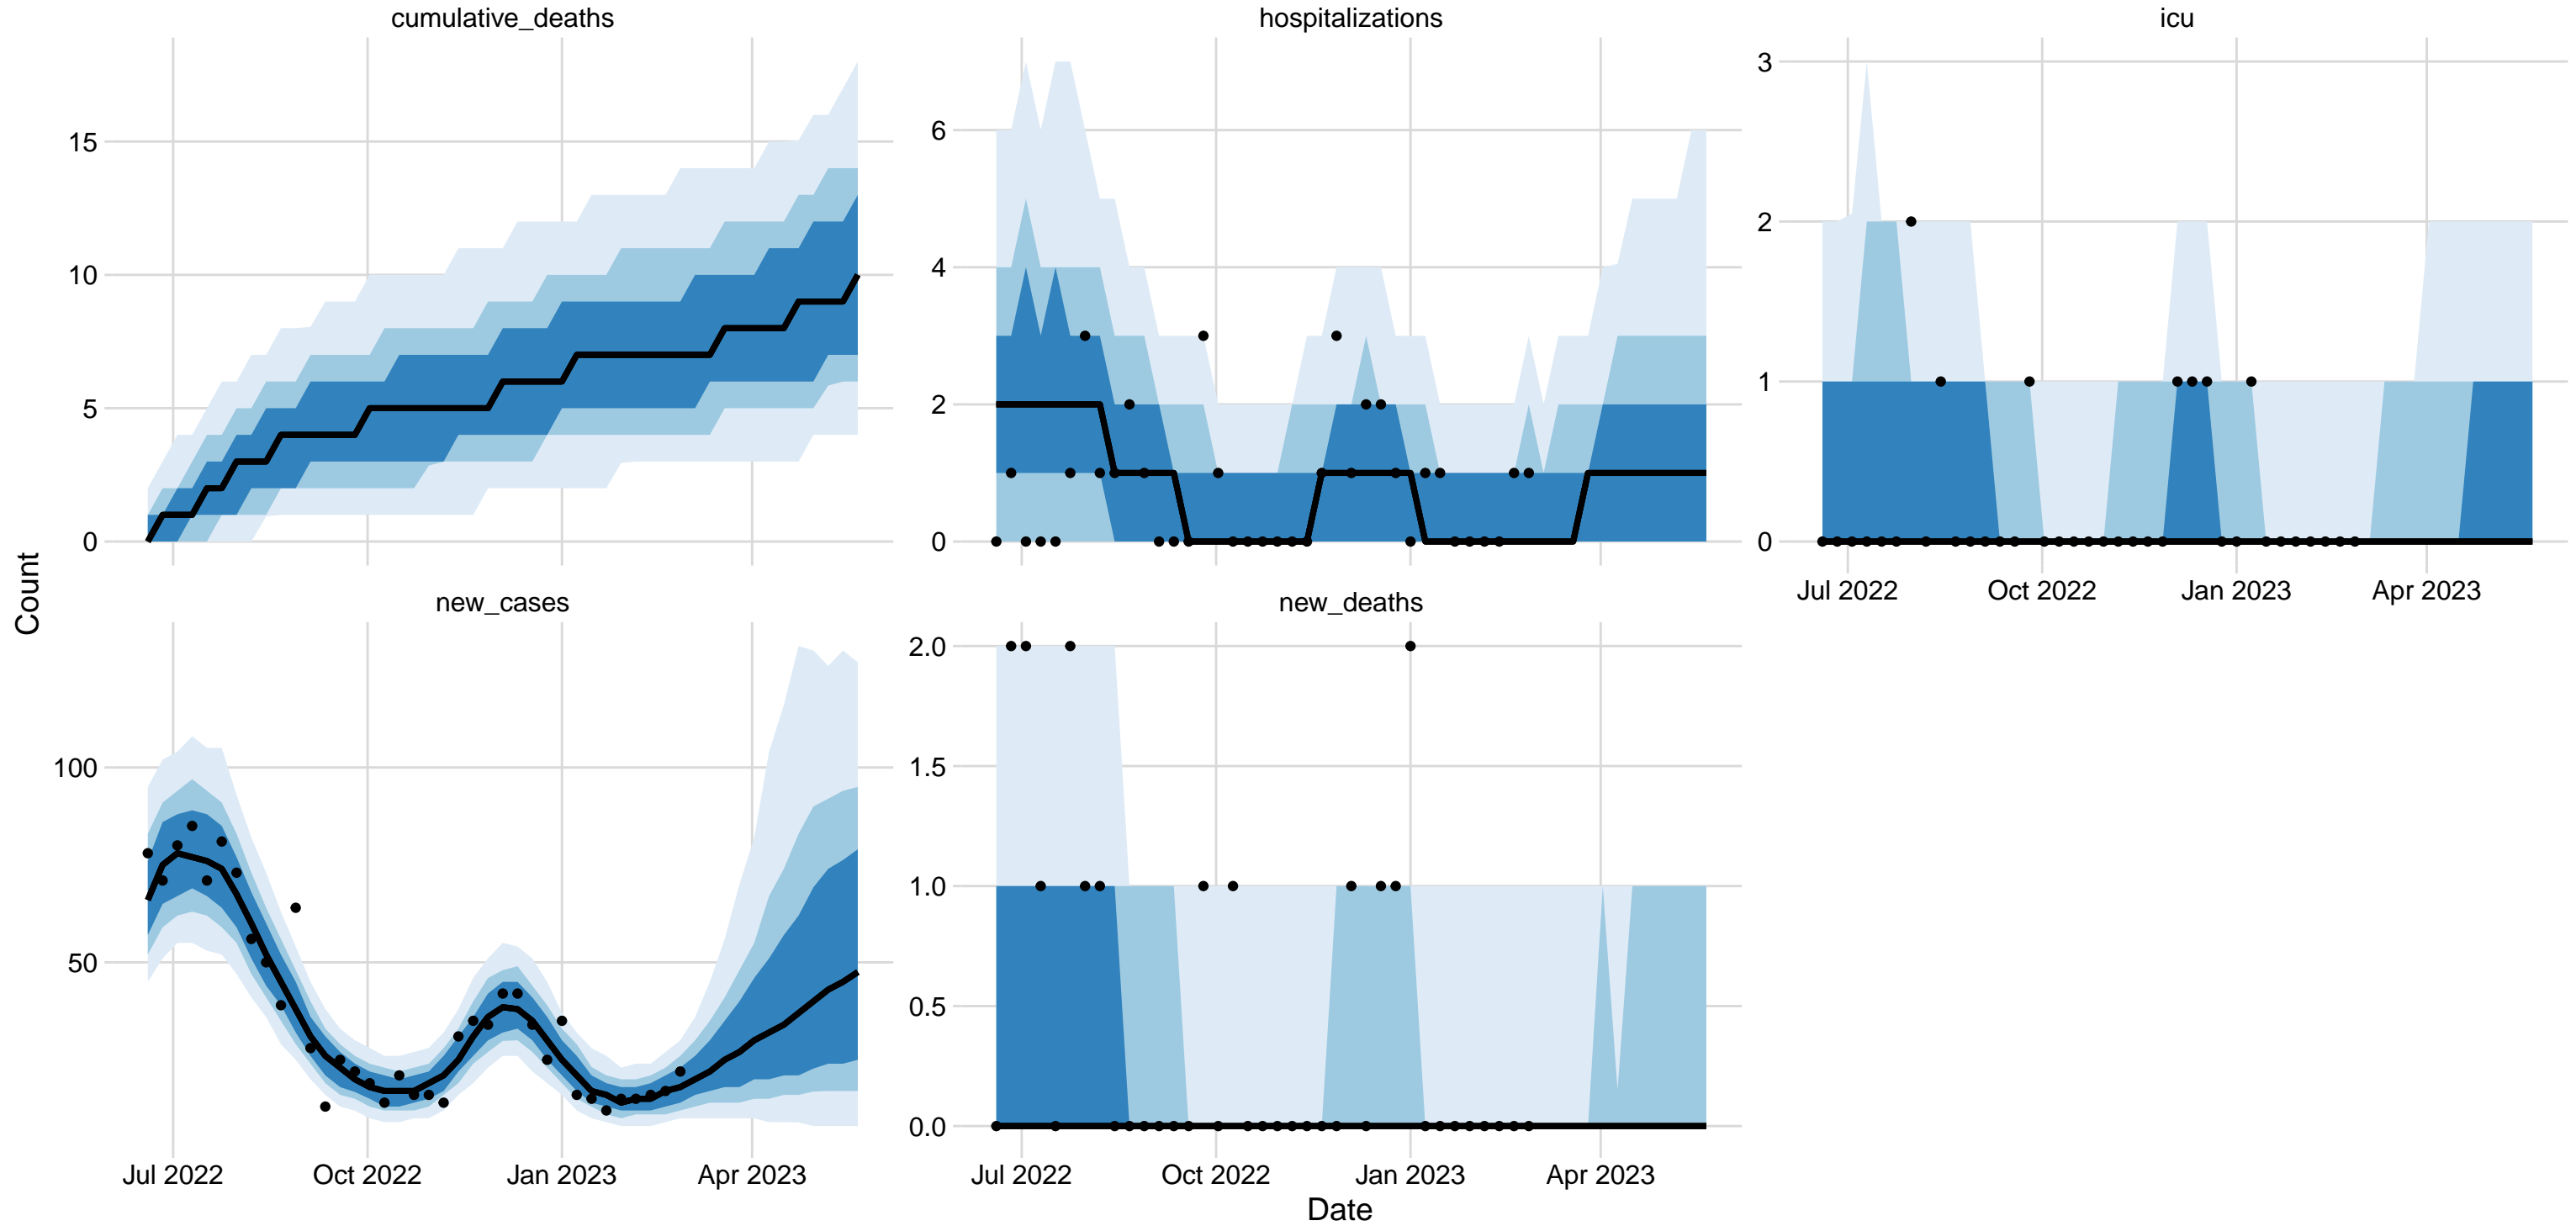 cumulative_deaths
hospitalizations
icu
15
10
5
0
6
4
2
0
3
2
1
0
Jul 2022
Oct 2022
Jan 2023
Apr 2023
Count
new_cases
new_deaths
100
50
2.0
1.5
1.0
0.5
0.0
Jul 2022
Oct 2022
Jan 2023
Apr 2023
Jul 2022
Oct 2022
Jan 2023
Apr 2023
Date